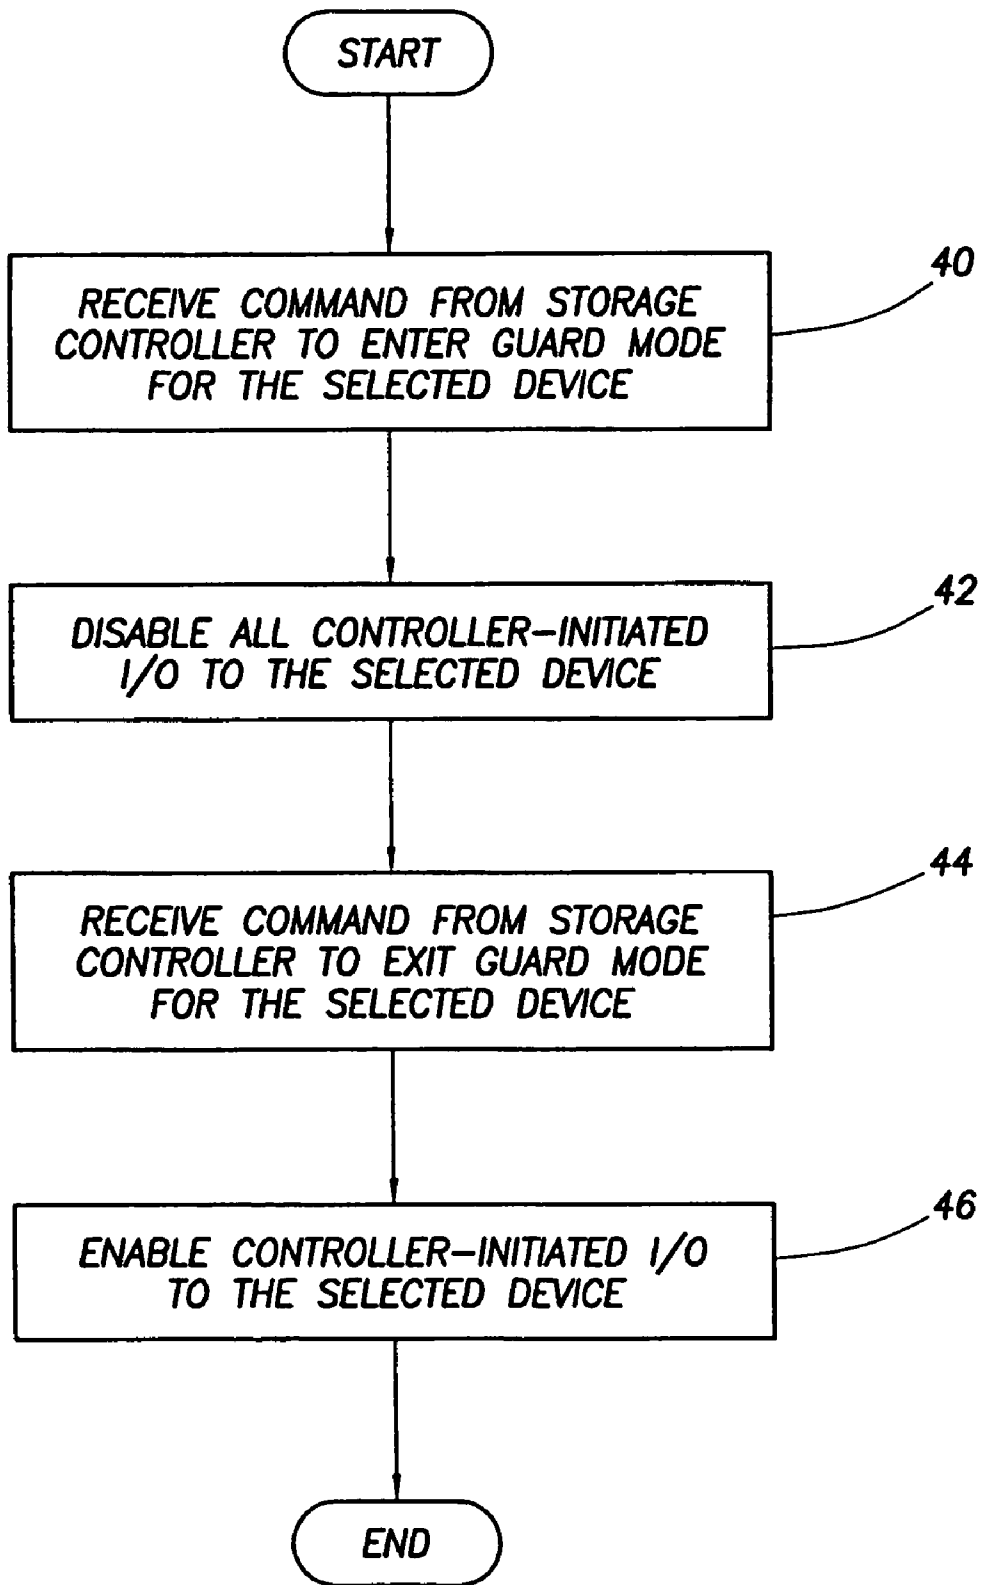 START
RECEIVE COMMAND FROM STORAGE
CONTROLLER TO ENTER GUARD MODE
FOR THE SELECTED DEVICE
40
DISABLE ALL CONTROLLER-INITIATED
I/O TO THE SELECTED DEVICE
42
RECEIVE COMMAND FROM STORAGE
CONTROLLER TO EXIT GUARD MODE
FOR THE SELECTED DEVICE
44
ENABLE CONTROLLER-INITIATED I/O
TO THE SELECTED DEVICE
46
END